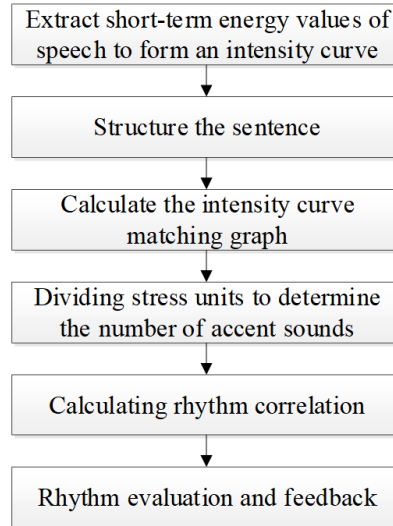 Extract short-term energy values of
speech to form an intensity curve
Structure the sentence
Calculate the intensity curve
matching graph
Dividing stress units to determine
the number of accent sounds
Calculating rhythm correlation
Rhythm evaluation and feedback